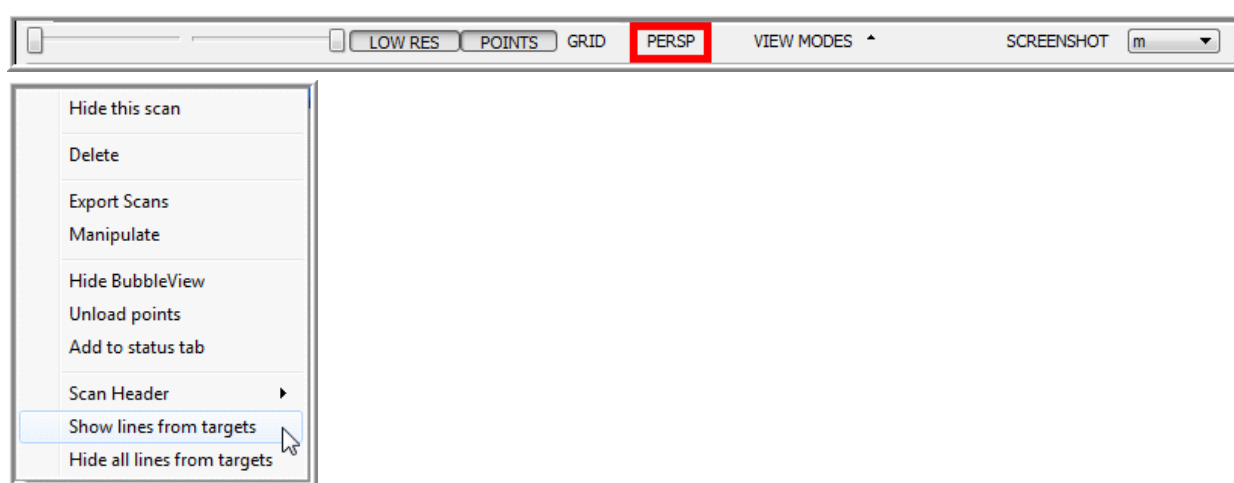 LOW RES POINTS GRID PERSP VIEW MODES SCREENSHOT m
Hide this scan
Delete
Export Scans
Manipulate
Hide BubbleView
Unload points
Add to status tab
Scan Header
Show lines from targets
Hide all lines from targets